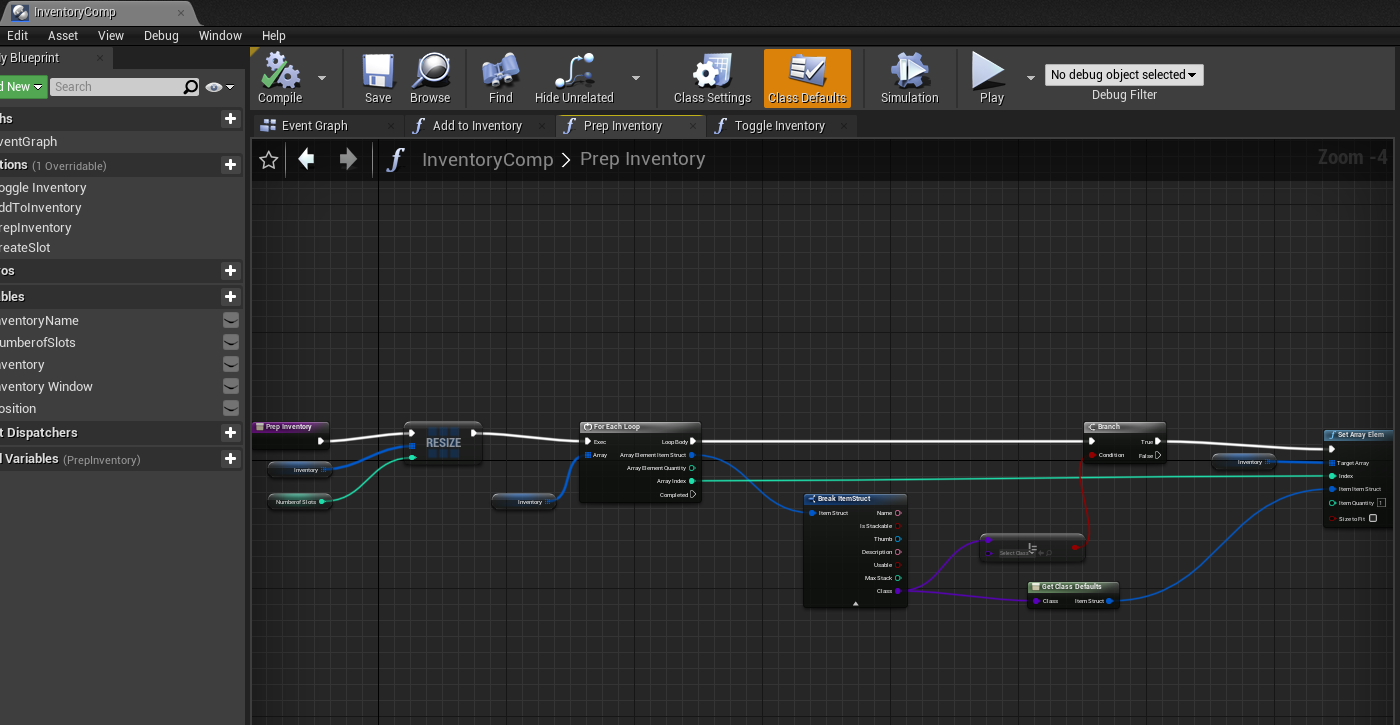 InventoryComp
Edit Asset View Debug Window Help
ly Blueprint
d New
Search
Compile
Save
Browse
Find
Hide Unrelated
Class Settings
Class Defaults
Simulation
Play
No debug object selected
Debug Filter
Event Graph
Add to Inventory
Prep Inventory
Toggle Inventory
InventoryComp > Prep Inventory
Zoom -4
hs
ventGraph
tions (1 Overridable)
oggle Inventory
ddToInventory
repInventory
reateSlot
os
bles
nventoryName
umberofSlots
nventory
nventory Window
osition
t Dispatchers
l Variables (PrepInventory)
Prep Inventory
Inventory
Numberof Slots
RESIZE
Inventory
For Each Loop
Exec
Loop Body
Array
Array Element Item Struct
Array Element Quantity
Array Index
Completed
Break ItemStruct
Item Struct
Name
Is Stackable
Thumb
Description
Usable
Max Stack
Class
!=
Select Class
Get Class Defaults
Class
Item Struct
Branch
True
Condition
False
Inventory
Set Array Elem
Target Array
Index
Item Item Struct
Item Quantity 1
Size to Fit